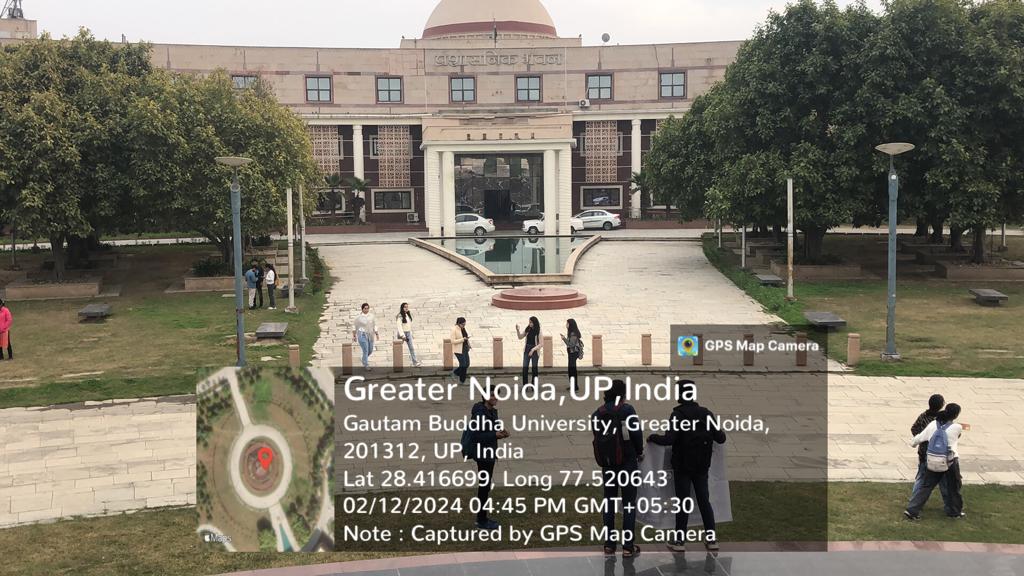 प्रशासनिक भवन
GPS Map Camera
Greater Noida,UP,India
Gautam Buddha University, Greater Noida,
201312, UP, India
Lat 28.416699, Long 77.520643
02/12/2024 04:45 PM GMT+05:30
Note : Captured by GPS Map Camera
Maps